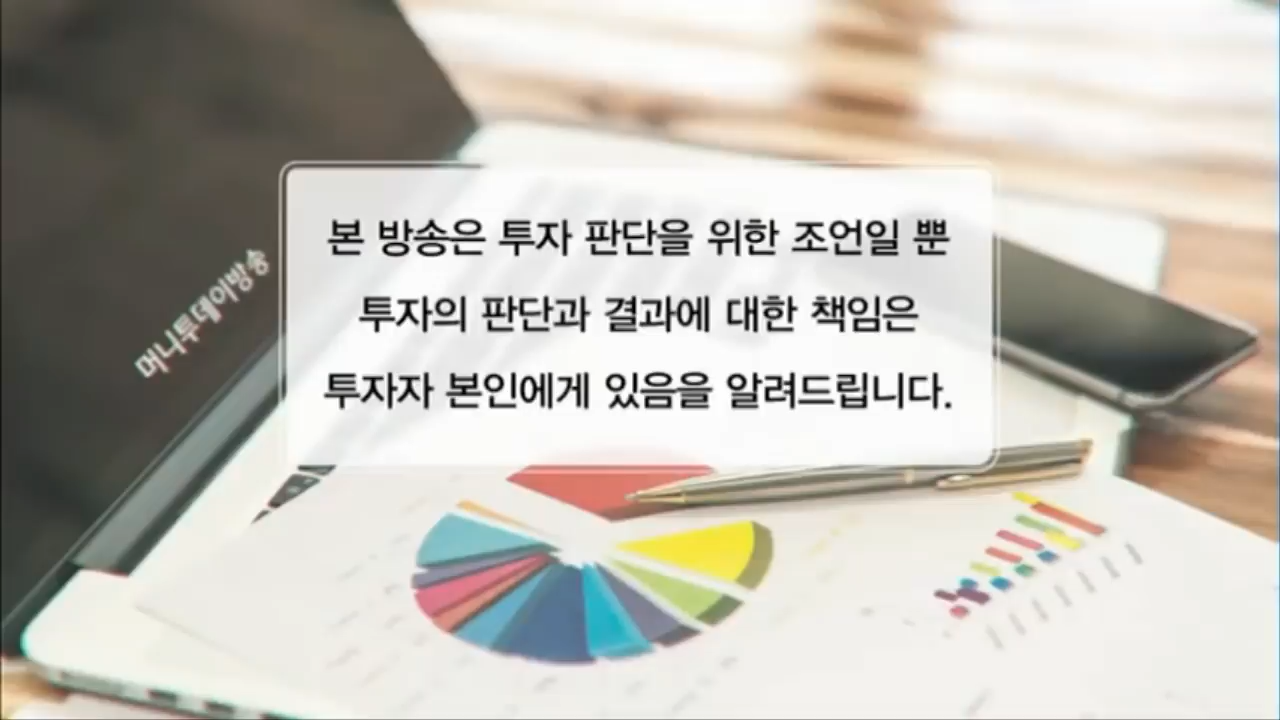 본 방송은 투자 판단을 위한 조언일 뿐
투자의 판단과 결과에 대한 책임은
투자자 본인에게 있음을 알려드립니다.
머니투데이방송